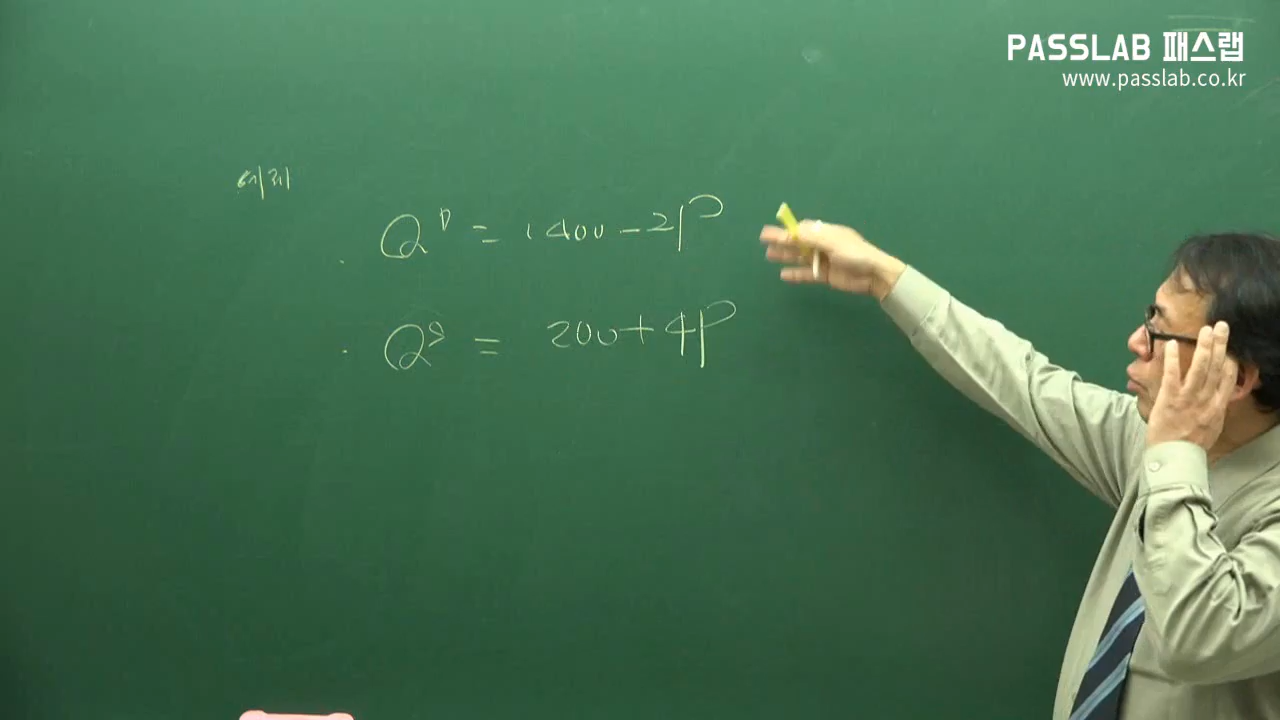 PASSLAB 패스랩
www.passlab.co.kr
예제
· Q^D = 1400 - 2P
· Q^S = 200 + 4P